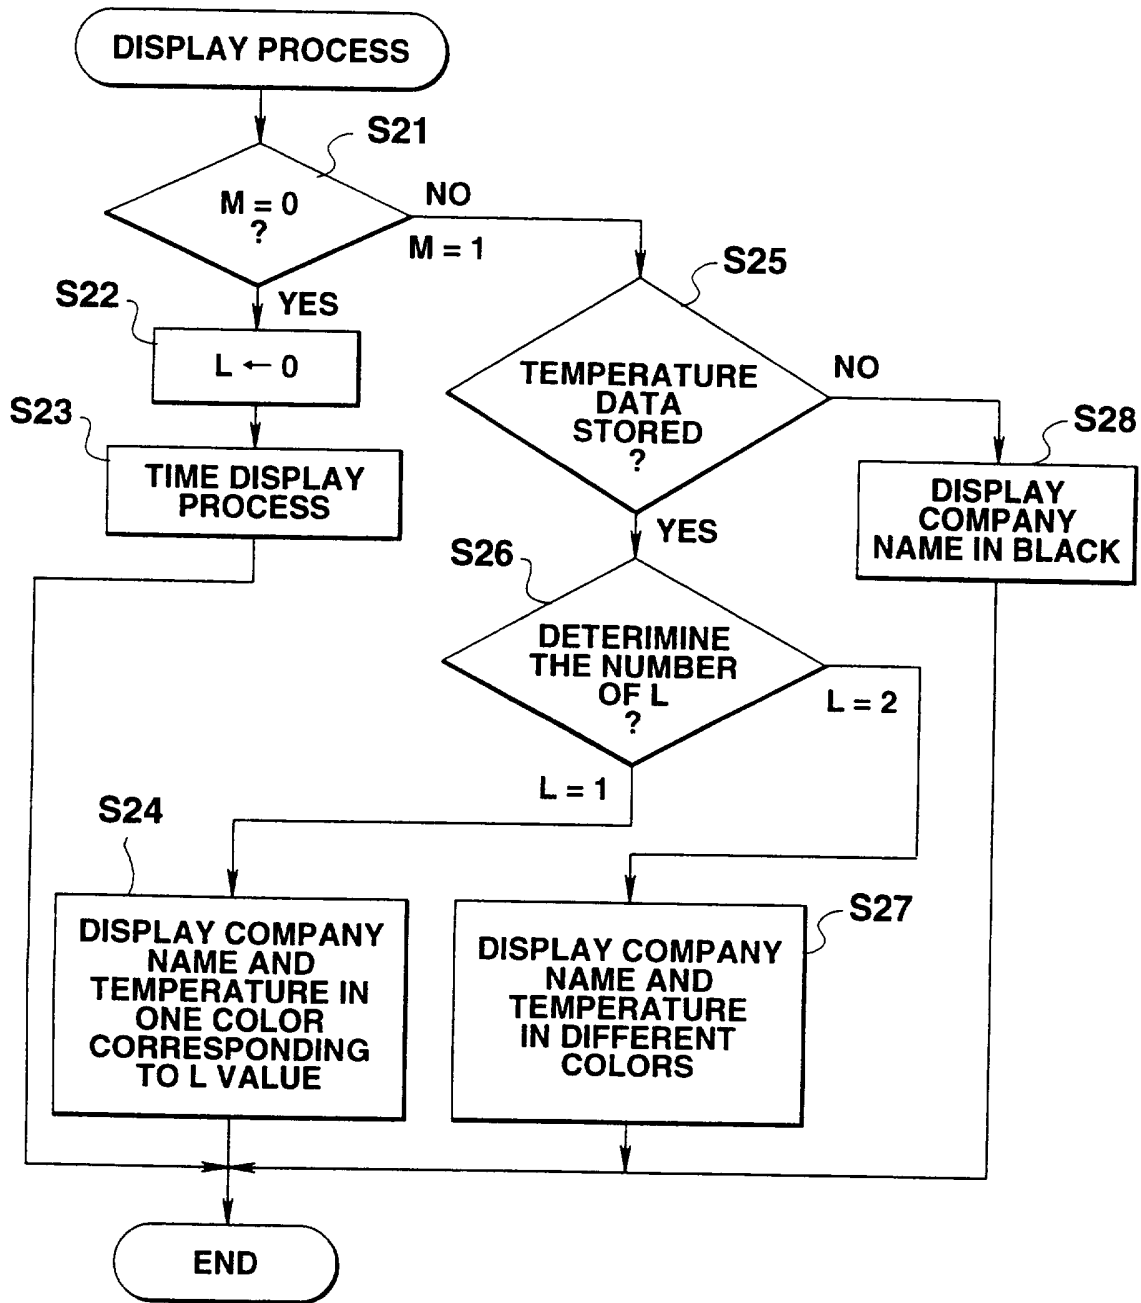 DISPLAY PROCESS
S21
M = 0
?
NO
M = 1
S22
YES
L ← 0
S23
TIME DISPLAY
PROCESS
S25
TEMPERATURE
DATA
STORED
?
NO
S28
DISPLAY
COMPANY
NAME IN BLACK
YES
S26
DETERIMINE
THE NUMBER
OF L
?
L = 2
L = 1
S24
DISPLAY COMPANY
NAME AND
TEMPERATURE IN
ONE COLOR
CORRESPONDING
TO L VALUE
S27
DISPLAY COMPANY
NAME AND
TEMPERATURE
IN DIFFERENT
COLORS
END